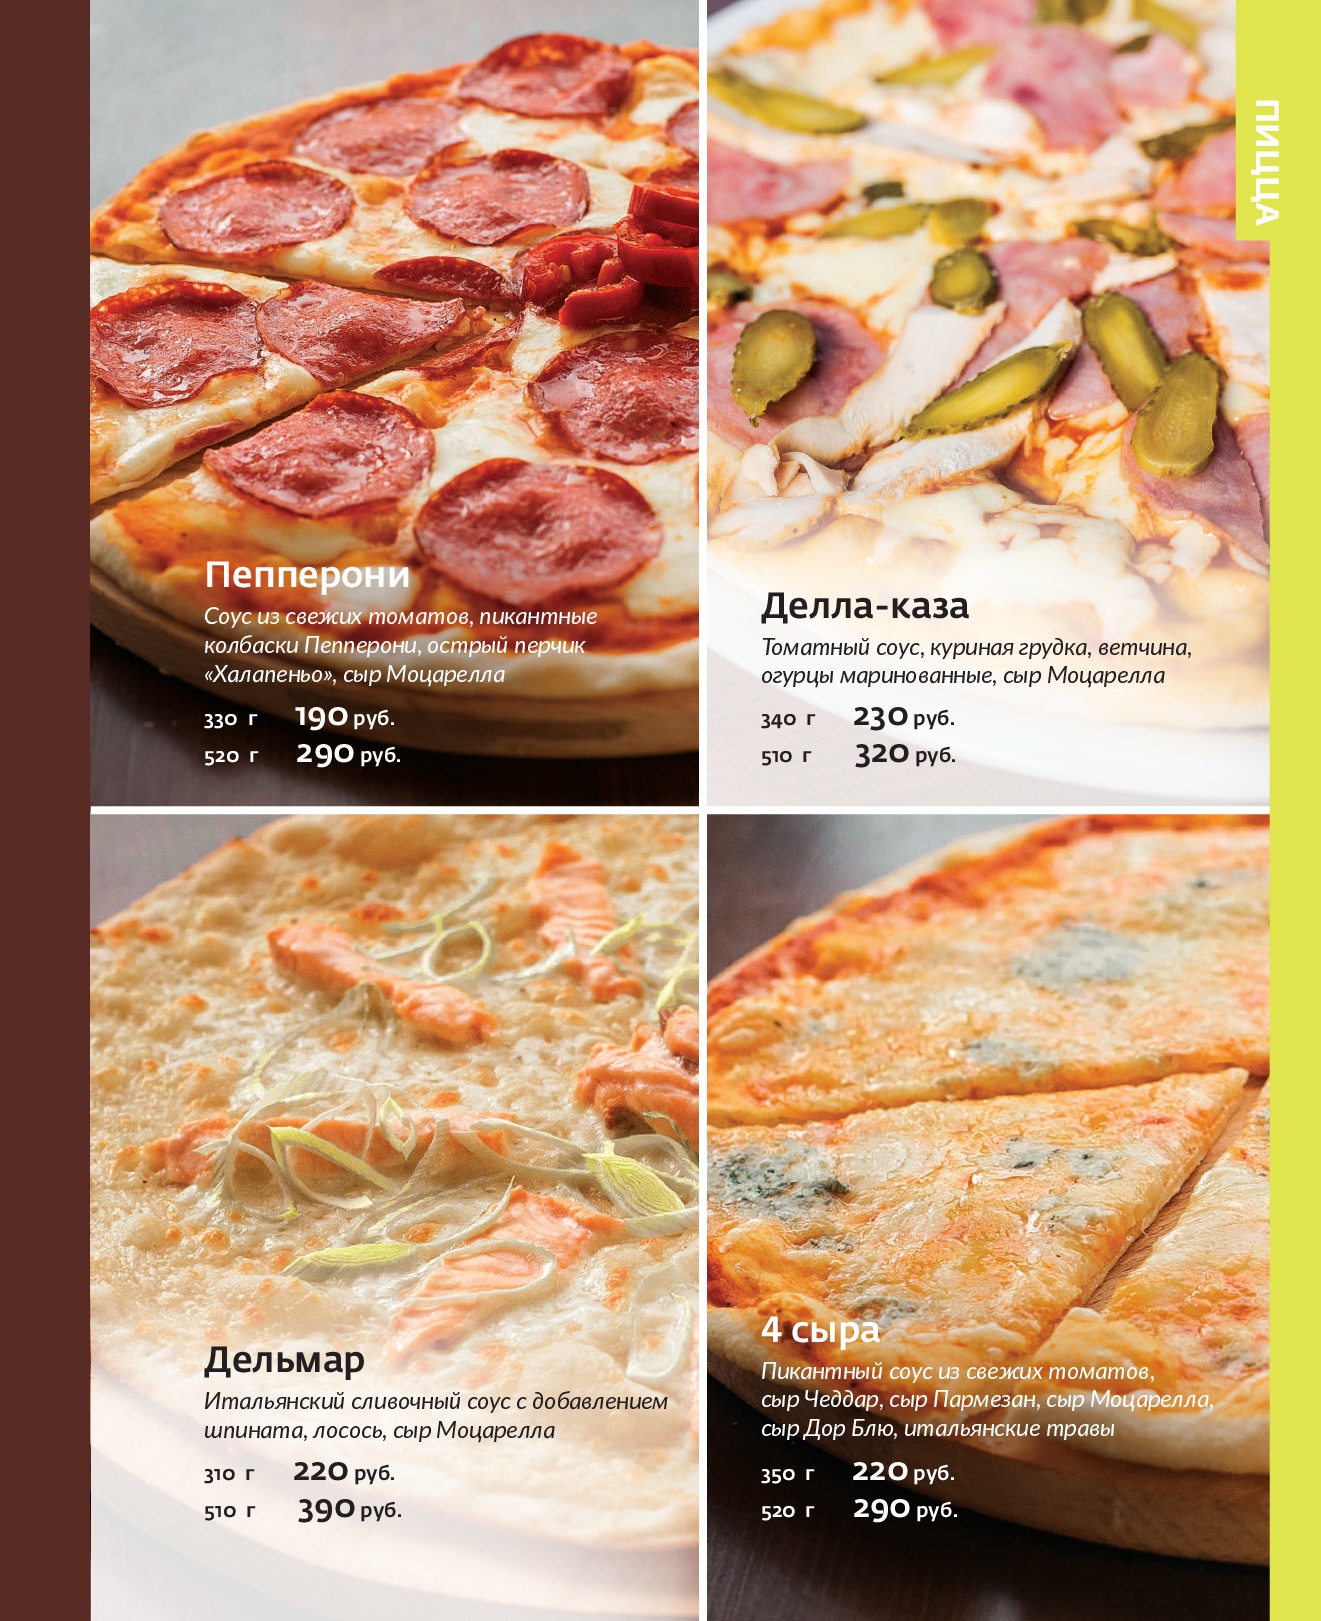 ПИЦЦА
Пепперони
Соус из свежих томатов, пикантные
колбаски Пепперони, острый перчик
«Халапеньо», сыр Моцарелла
330 г 190 руб.
520 г 290 руб.
Делла-каза
Томатный соус, куриная грудка, ветчина,
огурцы маринованные, сыр Моцарелла
340 г 230 руб.
510 г 320 руб.
Дельмар
Итальянский сливочный соус с добавлением
шпината, лосось, сыр Моцарелла
310 г 220 руб.
510 г 390 руб.
4 сыра
Пикантный соус из свежих томатов,
сыр Чеддар, сыр Пармезан, сыр Моцарелла,
сыр Дор Блю, итальянские травы
350 г 220 руб.
520 г 290 руб.